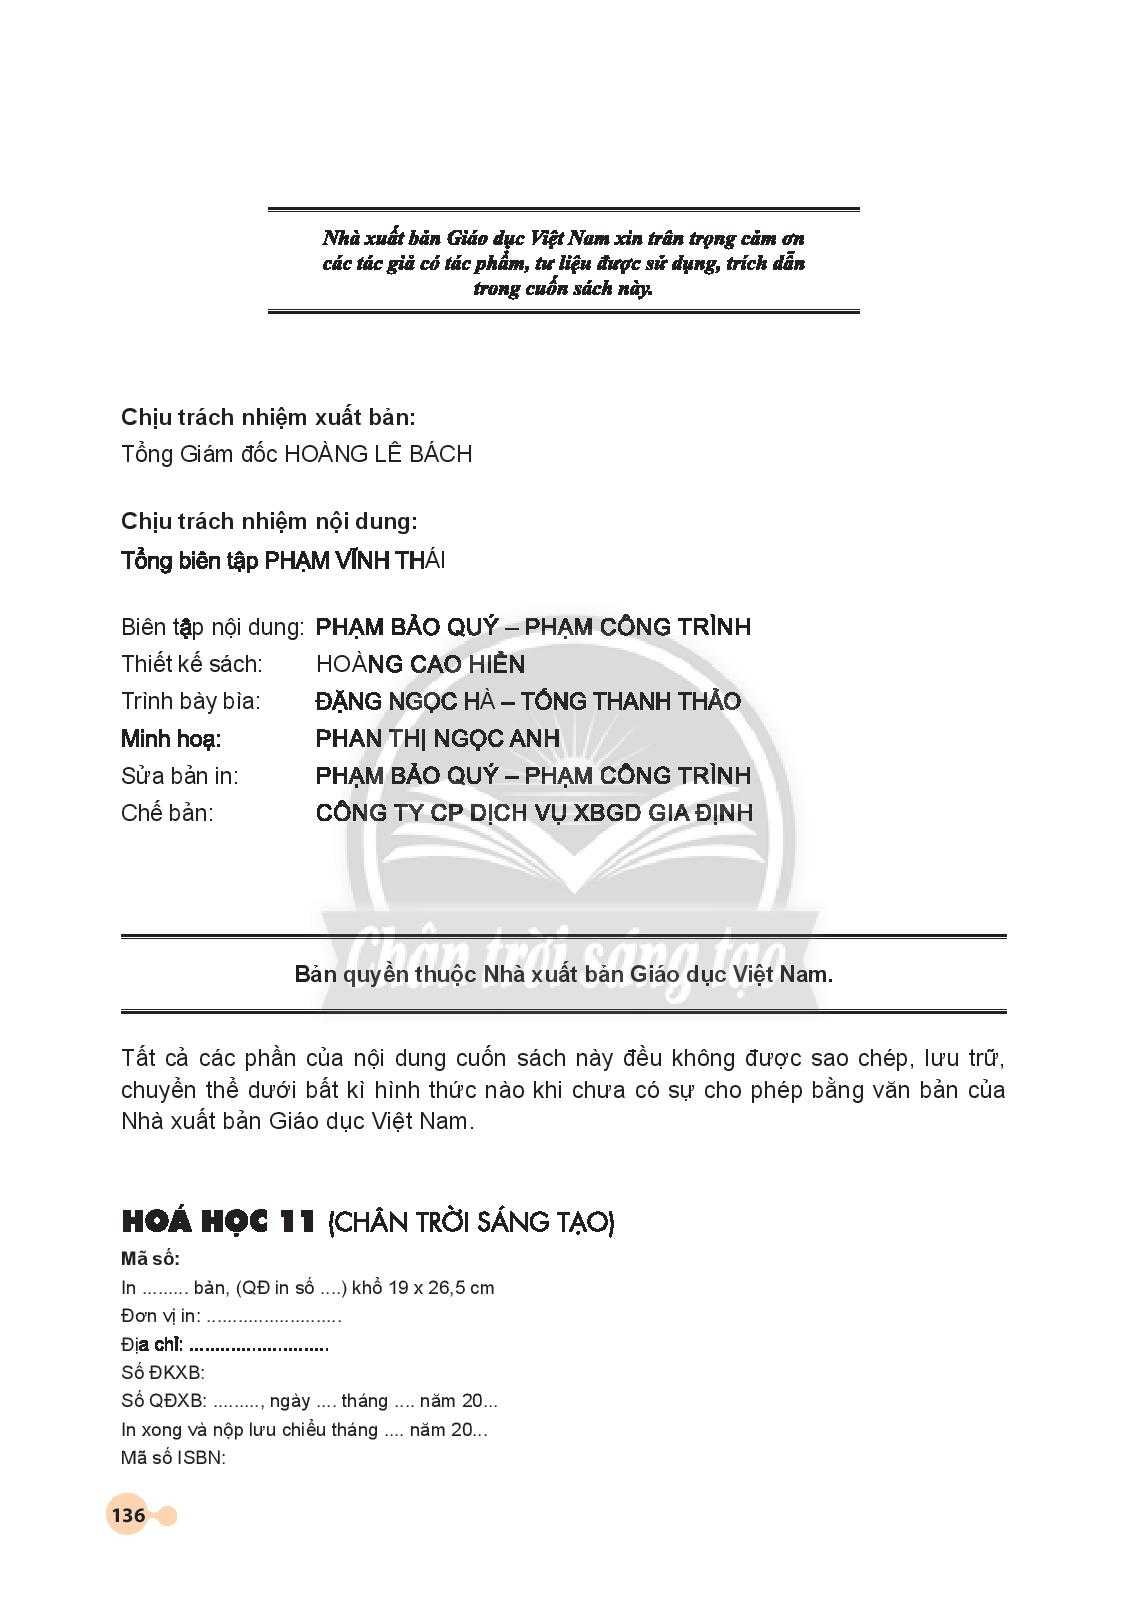 Nhà xuất bản Giáo dục Việt Nam xin trân trọng cảm ơn
các tác giả có tác phẩm, tư liệu được sử dụng, trích dẫn
trong cuốn sách này.
Chịu trách nhiệm xuất bản:
Tổng Giám đốc HOÀNG LÊ BÁCH
Chịu trách nhiệm nội dung:
Tổng biên tập PHẠM VĨNH THÁI
Biên tập nội dung: PHẠM BẢO QUÝ – PHẠM CÔNG TRÌNH
Thiết kế sách: HOÀNG CAO HIỀN
Trình bày bìa: ĐẶNG NGỌC HÀ – TỐNG THANH THẢO
Minh hoạ: PHAN THỊ NGỌC ANH
Sửa bản in: PHẠM BẢO QUÝ – PHẠM CÔNG TRÌNH
Chế bản: CÔNG TY CP DỊCH VỤ XBGD GIA ĐỊNH
Chân trời sáng tạo
Bản quyền thuộc Nhà xuất bản Giáo dục Việt Nam.
Tất cả các phần của nội dung cuốn sách này đều không được sao chép, lưu trữ,
chuyển thể dưới bất kì hình thức nào khi chưa có sự cho phép bằng văn bản của
Nhà xuất bản Giáo dục Việt Nam.
HOÁ HỌC 11 (CHÂN TRỜI SÁNG TẠO)
Mã số:
In ......... bản, (QĐ in số ....) khổ 19 x 26,5 cm
Đơn vị in: ..........................
Địa chỉ: ...........................
Số ĐKXB:
Số QĐXB: ........., ngày .... tháng .... năm 20...
In xong và nộp lưu chiểu tháng .... năm 20...
Mã số ISBN:
136